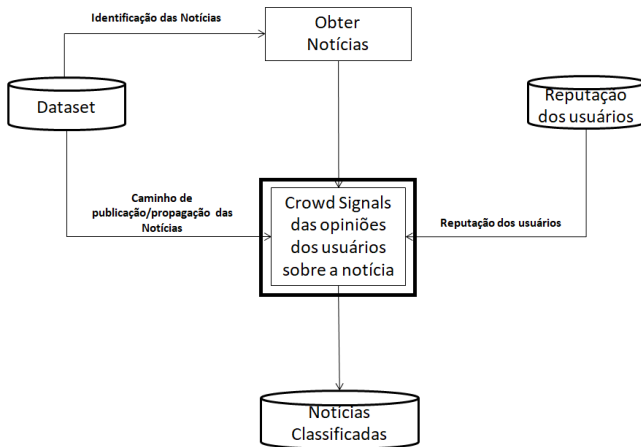 Identificação das Notícias
Obter
Notícias
Dataset
Reputação
dos usuários
Caminho de
publicação/propagação das
Notícias
Crowd Signals
das opiniões
dos usuários
sobre a notícia
Reputação dos usuários
Notícias
Classificadas